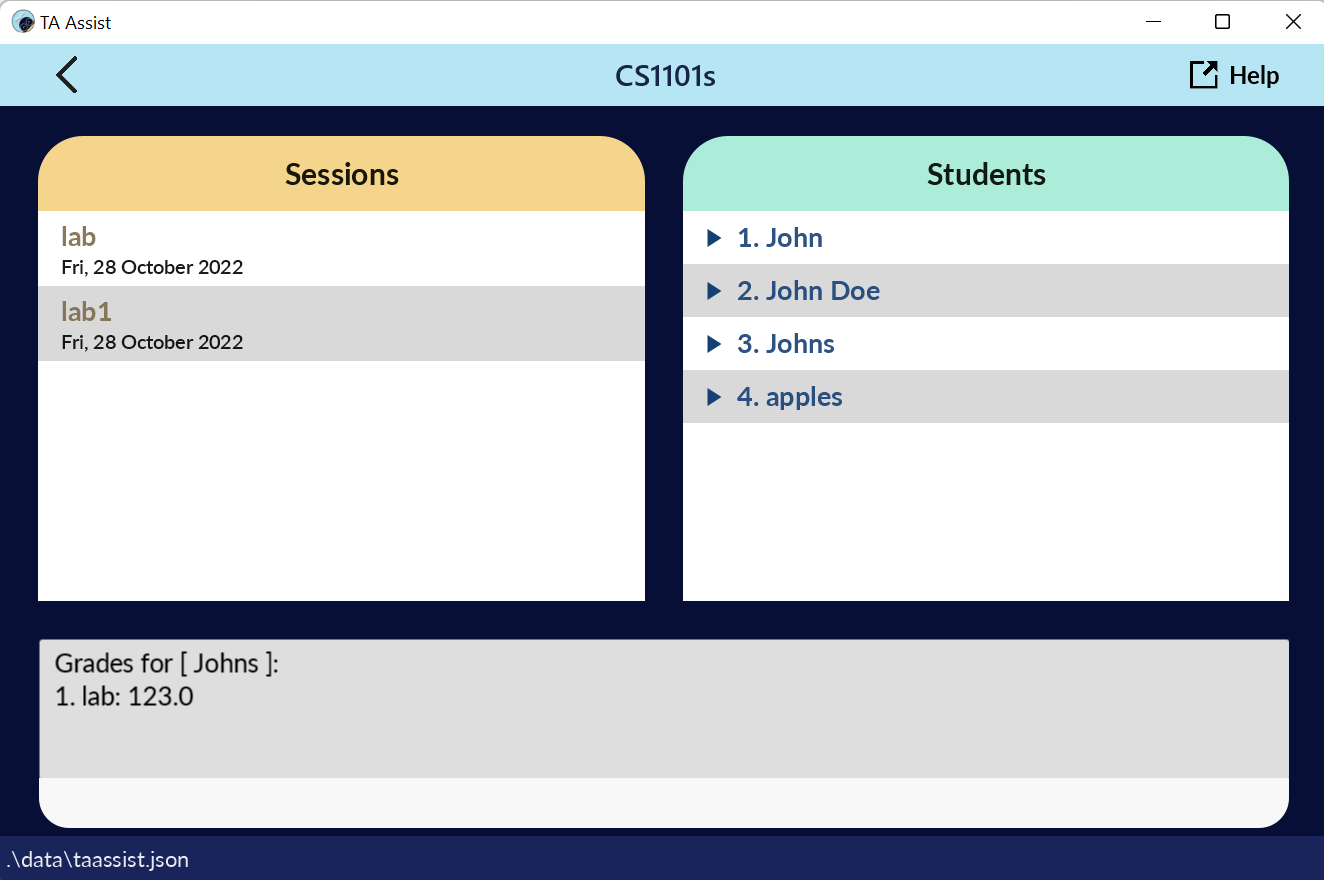 TA Assist
CS1101s
Help
Sessions
lab
Fri, 28 October 2022
lab1
Fri, 28 October 2022
Students
1. John
2. John Doe
3. Johns
4. apples
Grades for [ Johns ]:
1. lab: 123.0
.\data\taassist.json